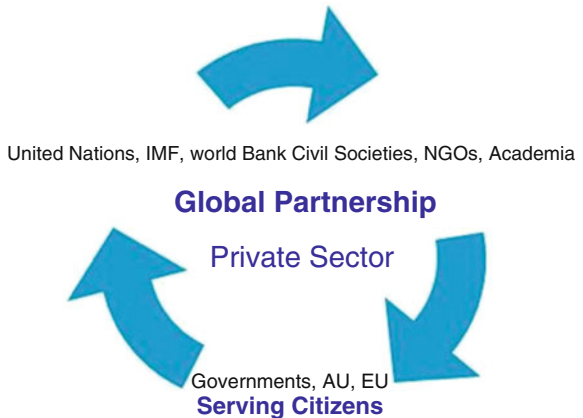 United Nations, IMF, world Bank Civil Societies, NGOs, Academia
Global Partnership
Private Sector
Governments, AU, EU
Serving Citizens